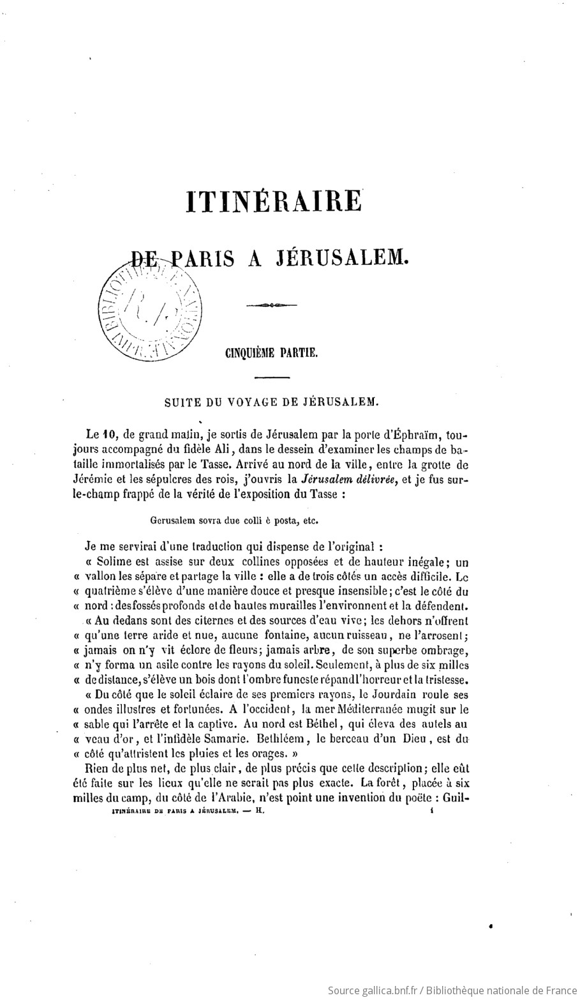 ITINÉRAIRE
DE PARIS A JÉRUSALEM.
BIBLIOTHÈQUE NATIONALE
IMPR.
R.F.
CINQUIÈME PARTIE.
SUITE DU VOYAGE DE JÉRUSALEM.
Le 10, de grand matin, je sortis de Jérusalem par la porte d'Éphraïm, tou-
jours accompagné du fidèle Ali, dans le dessein d'examiner les champs de ba-
taille immortalisés par le Tasse. Arrivé au nord de la ville, entre la grotte de
Jérémie et les sépulcres des rois, j'ouvris la Jérusalem délivrée, et je fus sur-
le-champ frappé de la vérité de l'exposition du Tasse :
Gerusalem sovra due colli è posta, etc.
Je me servirai d'une traduction qui dispense de l'original :
« Solime est assise sur deux collines opposées et de hauteur inégale; un
« vallon les sépare et partage la ville : elle a de trois côtés un accès difficile. Le
« quatrième s'élève d'une manière douce et presque insensible; c'est le côté du
« nord : des fossés profonds et de hautes murailles l'environnent et la défendent.
« Au dedans sont des citernes et des sources d'eau vive; les dehors n'offrent
« qu'une terre aride et nue, aucune fontaine, aucun ruisseau, ne l'arrosent;
« jamais on n'y vit éclore de fleurs; jamais arbre, de son superbe ombrage,
« n'y forma un asile contre les rayons du soleil. Seulement, à plus de six milles
« de distance, s'élève un bois dont l'ombre funeste répand l'horreur et la tristesse.
« Du côté que le soleil éclaire de ses premiers rayons, le Jourdain roule ses
« ondes illustres et fortunées. A l'occident, la mer Méditerranée mugit sur le
« sable qui l'arrête et la captive. Au nord est Béthel, qui éleva des autels au
« veau d'or, et l'infidèle Samarie. Bethléem, le berceau d'un Dieu, est du
« côté qu'attristent les pluies et les orages. »
Rien de plus net, de plus clair, de plus précis que cette description; elle eût
été faite sur les lieux qu'elle ne serait pas plus exacte. La forêt, placée à six
milles du camp, du côté de l'Arabie, n'est point une invention du poëte : Guil-
ITINÉRAIRE DE PARIS A JÉRUSALEM. — II. 1
Source gallica.bnf.fr / Bibliothèque nationale de France